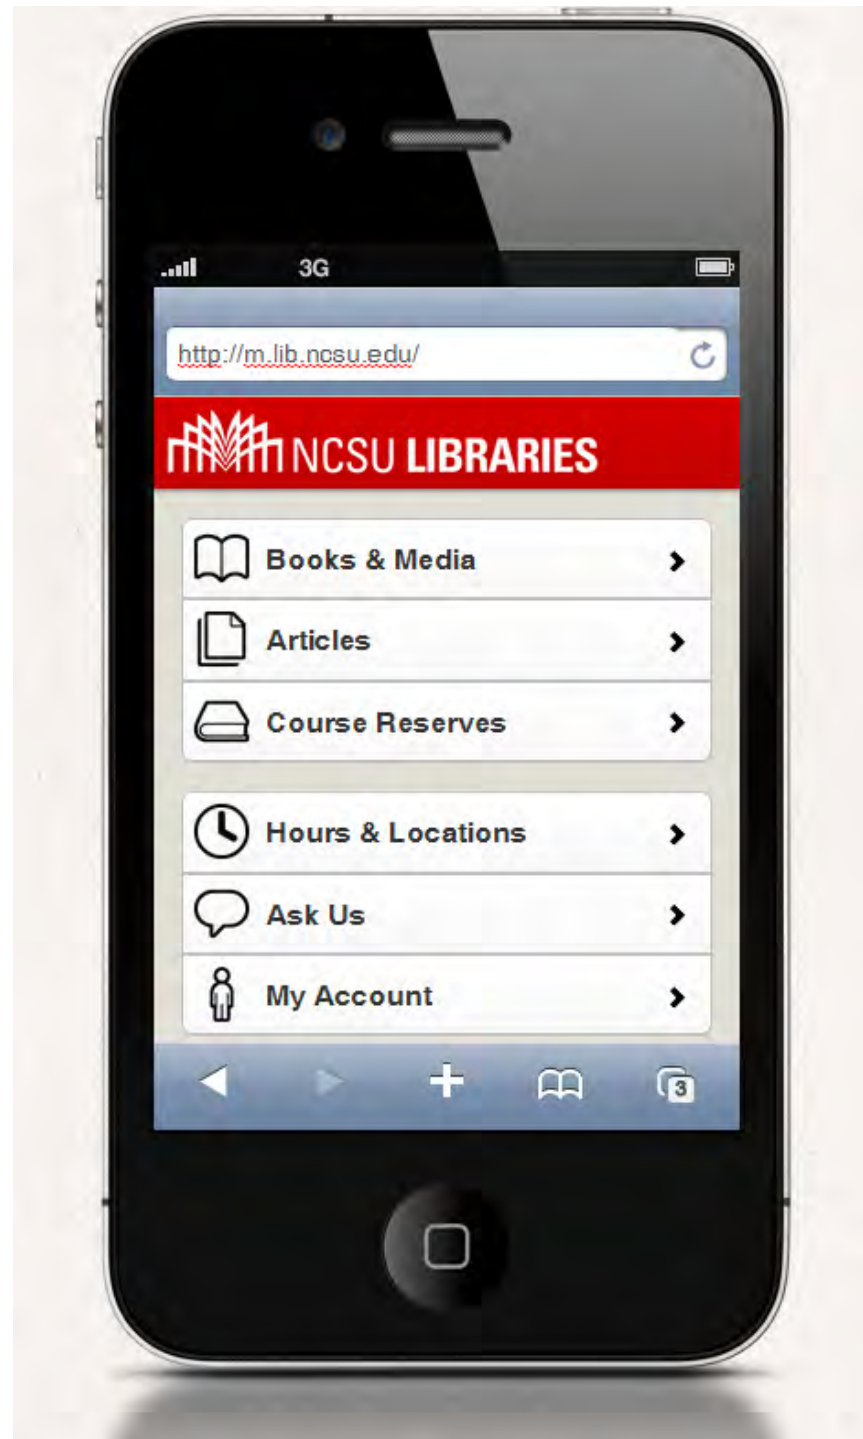 3G
http://m.lib.ncsu.edu/
NCSU LIBRARIES
Books & Media
Articles
Course Reserves
Hours & Locations
Ask Us
My Account
3